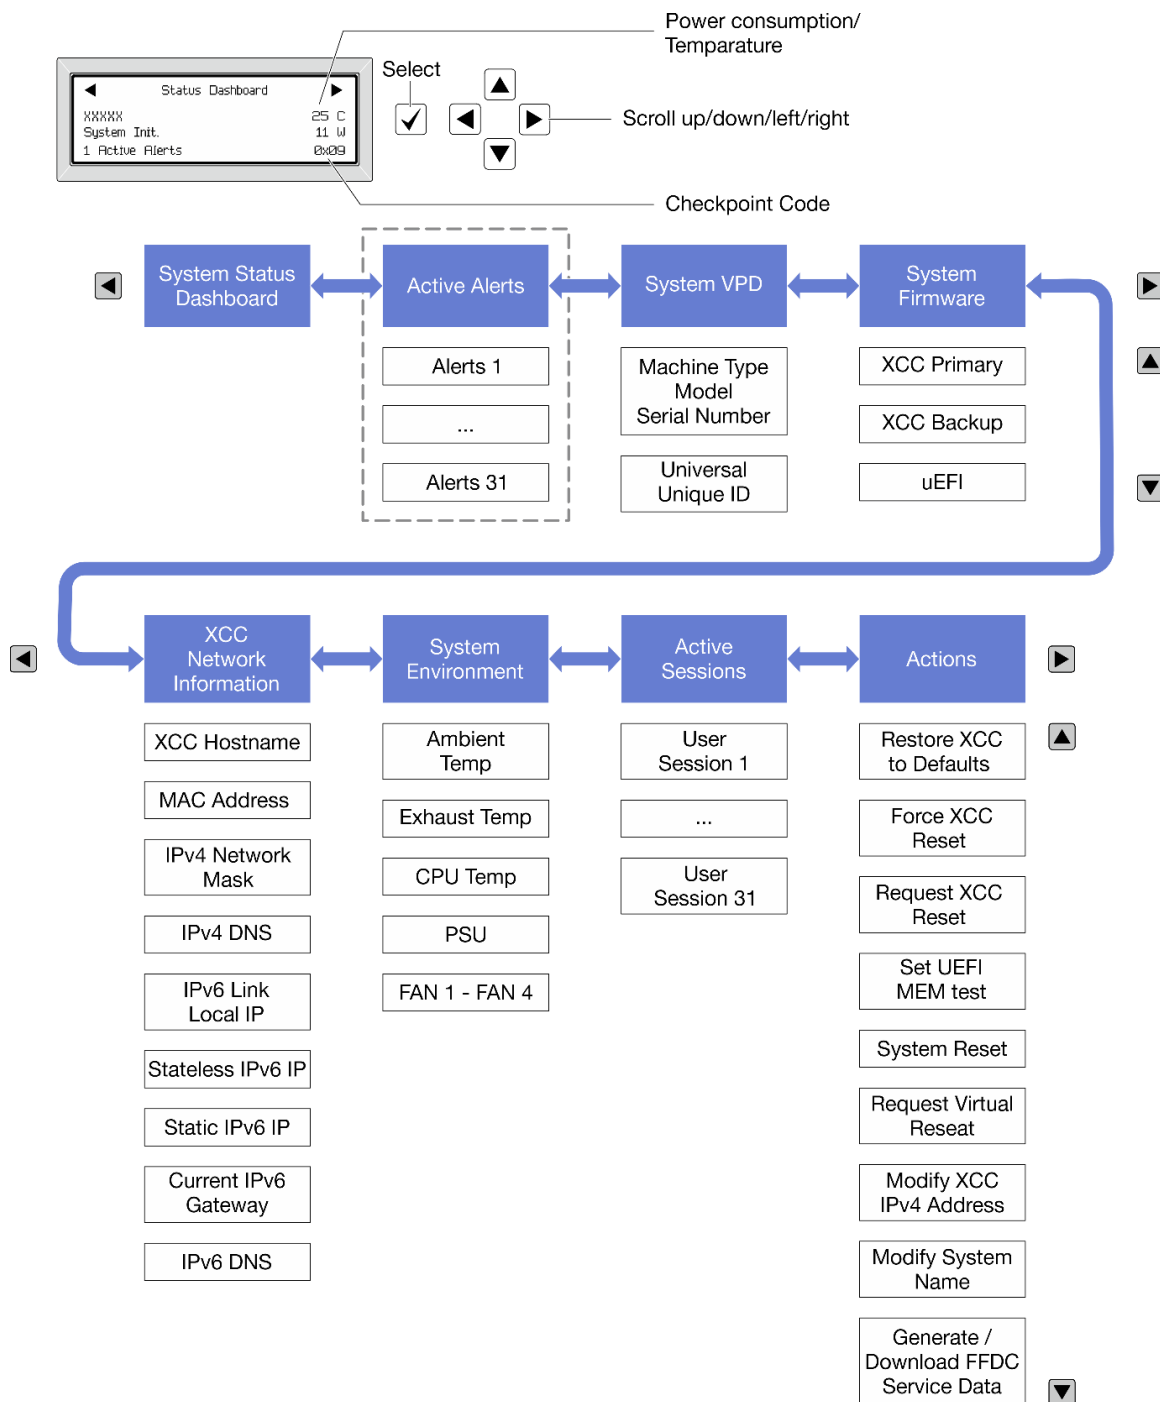 Power consumption/
Temparature
Select
Status Dashboard
XXXXX 25 C
System Init. 11 W
1 Active Alerts 0x09
Scroll up/down/left/right
Checkpoint Code
System Status
Dashboard
Active Alerts
System VPD
System
Firmware
Alerts 1
...
Alerts 31
Machine Type
Model
Serial Number
Universal
Unique ID
XCC Primary
XCC Backup
uEFI
XCC
Network
Information
System
Environment
Active
Sessions
Actions
XCC Hostname
MAC Address
IPv4 Network
Mask
IPv4 DNS
IPv6 Link
Local IP
Stateless IPv6 IP
Static IPv6 IP
Current IPv6
Gateway
IPv6 DNS
Ambient
Temp
Exhaust Temp
CPU Temp
PSU
FAN 1 - FAN 4
User
Session 1
...
User
Session 31
Restore XCC
to Defaults
Force XCC
Reset
Request XCC
Reset
Set UEFI
MEM test
System Reset
Request Virtual
Reseat
Modify XCC
IPv4 Address
Modify System
Name
Generate /
Download FFDC
Service Data